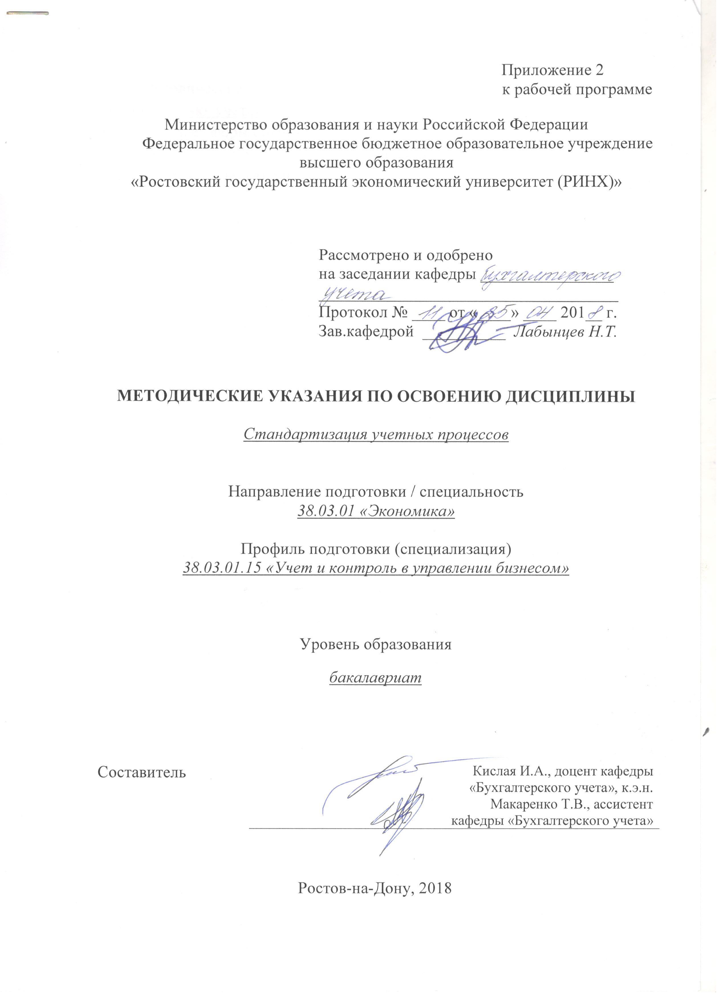 Приложение 2
к рабочей программе
Министерство образования и науки Российской Федерации
Федеральное государственное бюджетное образовательное учреждение
высшего образования
«Ростовский государственный экономический университет (РИНХ)»
Рассмотрено и одобрено
на заседании кафедры бухгалтерского
учета
Протокол № 11 от « » 04 2018 г.
Зав.кафедрой Лабынцев Н.Т.
МЕТОДИЧЕСКИЕ УКАЗАНИЯ ПО ОСВОЕНИЮ ДИСЦИПЛИНЫ
Стандартизация учетных процессов
Направление подготовки / специальность
38.03.01 «Экономика»
Профиль подготовки (специализация)
38.03.01.15 «Учет и контроль в управлении бизнесом»
Уровень образования
бакалавриат
Составитель
Кислая И.А., доцент кафедры
«Бухгалтерского учета», к.э.н.
Макаренко Т.В., ассистент
кафедры «Бухгалтерского учета»
Ростов-на-Дону, 2018